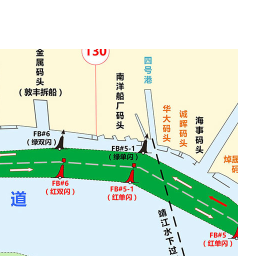 金属码头
（敦丰拆船）
130
南洋船厂码头
四号港
华大码头
诚晖码头
海事码头
FB#6
（绿双闪）
FB#5-1
（绿单闪）
FB#6
（红双闪）
FB#5-1
（红单闪）
FB#5
（红单闪）
道
靖江水下过
码